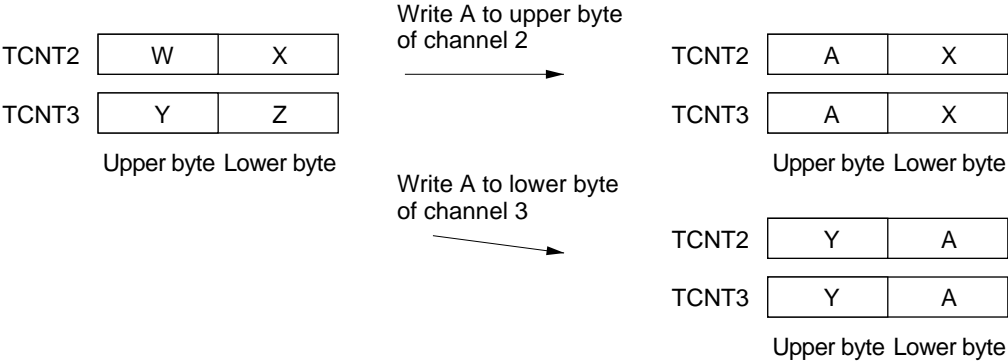 Write A to upper byte
of channel 2
TCNT2 W X
TCNT3 Y Z
Upper byte Lower byte
TCNT2 A X
TCNT3 A X
Upper byte Lower byte
Write A to lower byte
of channel 3
TCNT2 Y A
TCNT3 Y A
Upper byte Lower byte